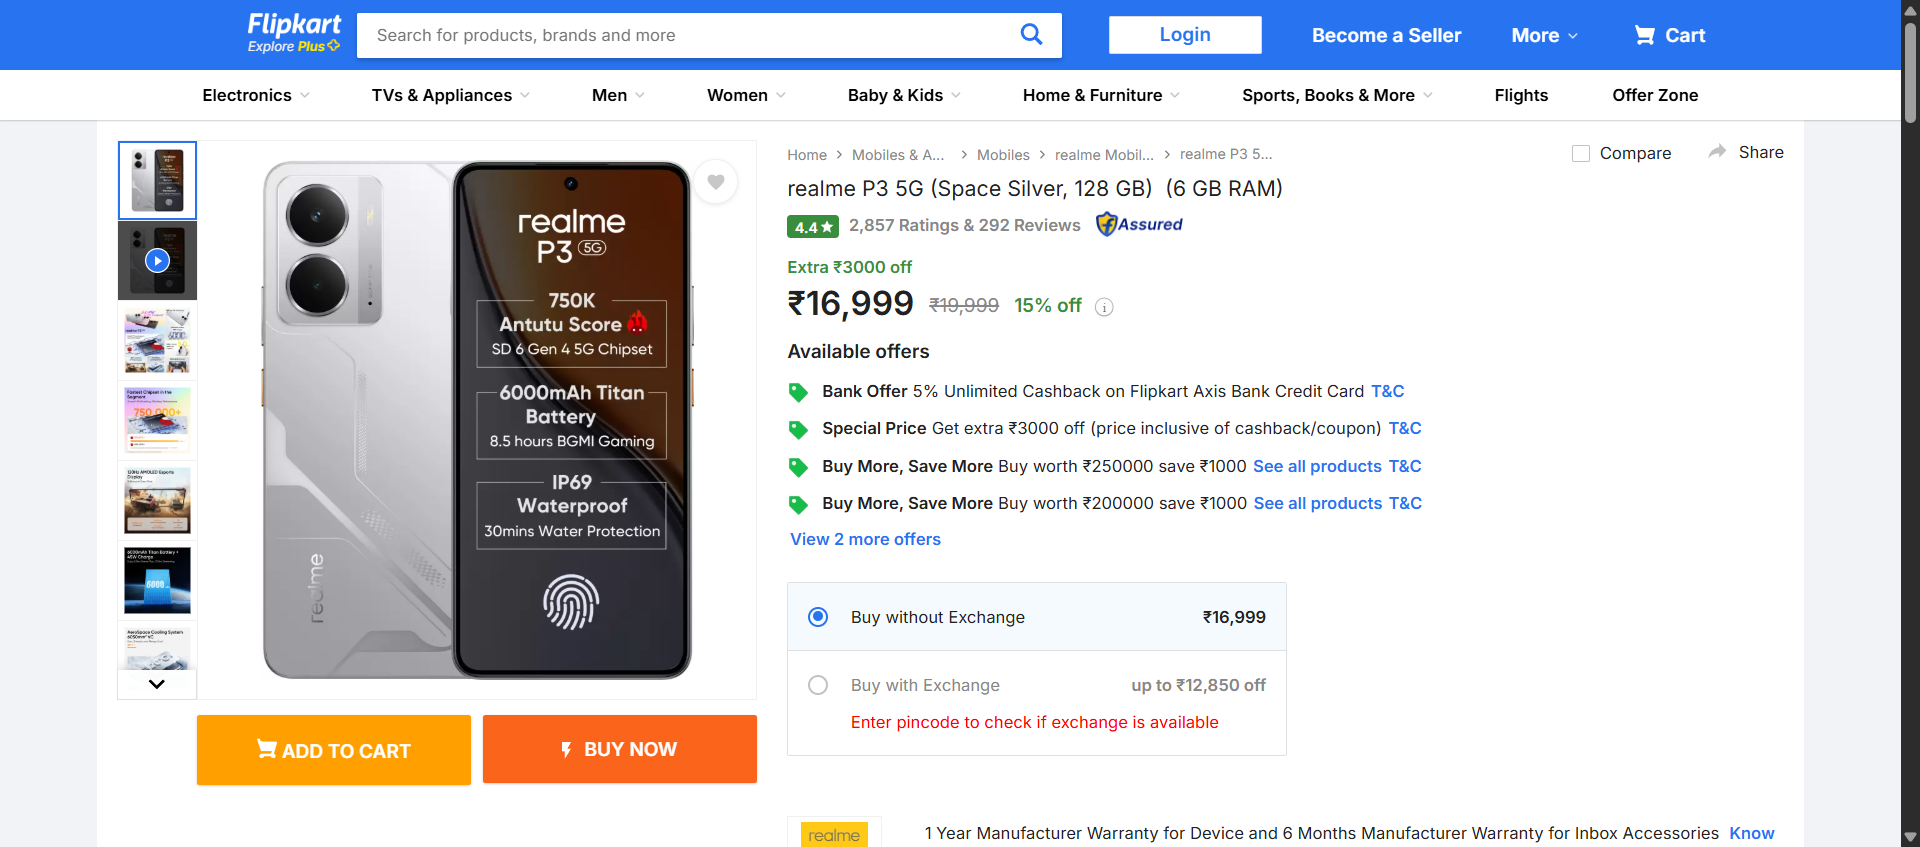 Flipkart
Explore Plus
Search for products, brands and more
Login
Become a Seller
More
Cart
Electronics
TVs & Appliances
Men
Women
Baby & Kids
Home & Furniture
Sports, Books & More
Flights
Offer Zone
realme
P3 5G
750K
Antutu Score
SD 6 Gen 4 5G Chipset
6000mAh Titan
Battery
8.5 hours BGMI Gaming
IP69
Waterproof
30mins Water Protection
realme
ADD TO CART
BUY NOW
Home
Mobiles & A...
Mobiles
realme Mobil...
realme P3 5...
Compare
Share
realme P3 5G (Space Silver, 128 GB) (6 GB RAM)
4.4
2,857 Ratings & 292 Reviews
Assured
Extra ₹3000 off
₹16,999 ₹19,999 15% off
Available offers
Bank Offer 5% Unlimited Cashback on Flipkart Axis Bank Credit Card T&C
Special Price Get extra ₹3000 off (price inclusive of cashback/coupon) T&C
Buy More, Save More Buy worth ₹250000 save ₹1000 See all products T&C
Buy More, Save More Buy worth ₹200000 save ₹1000 See all products T&C
View 2 more offers
Buy without Exchange ₹16,999
Buy with Exchange up to ₹12,850 off
Enter pincode to check if exchange is available
realme
1 Year Manufacturer Warranty for Device and 6 Months Manufacturer Warranty for Inbox Accessories Know